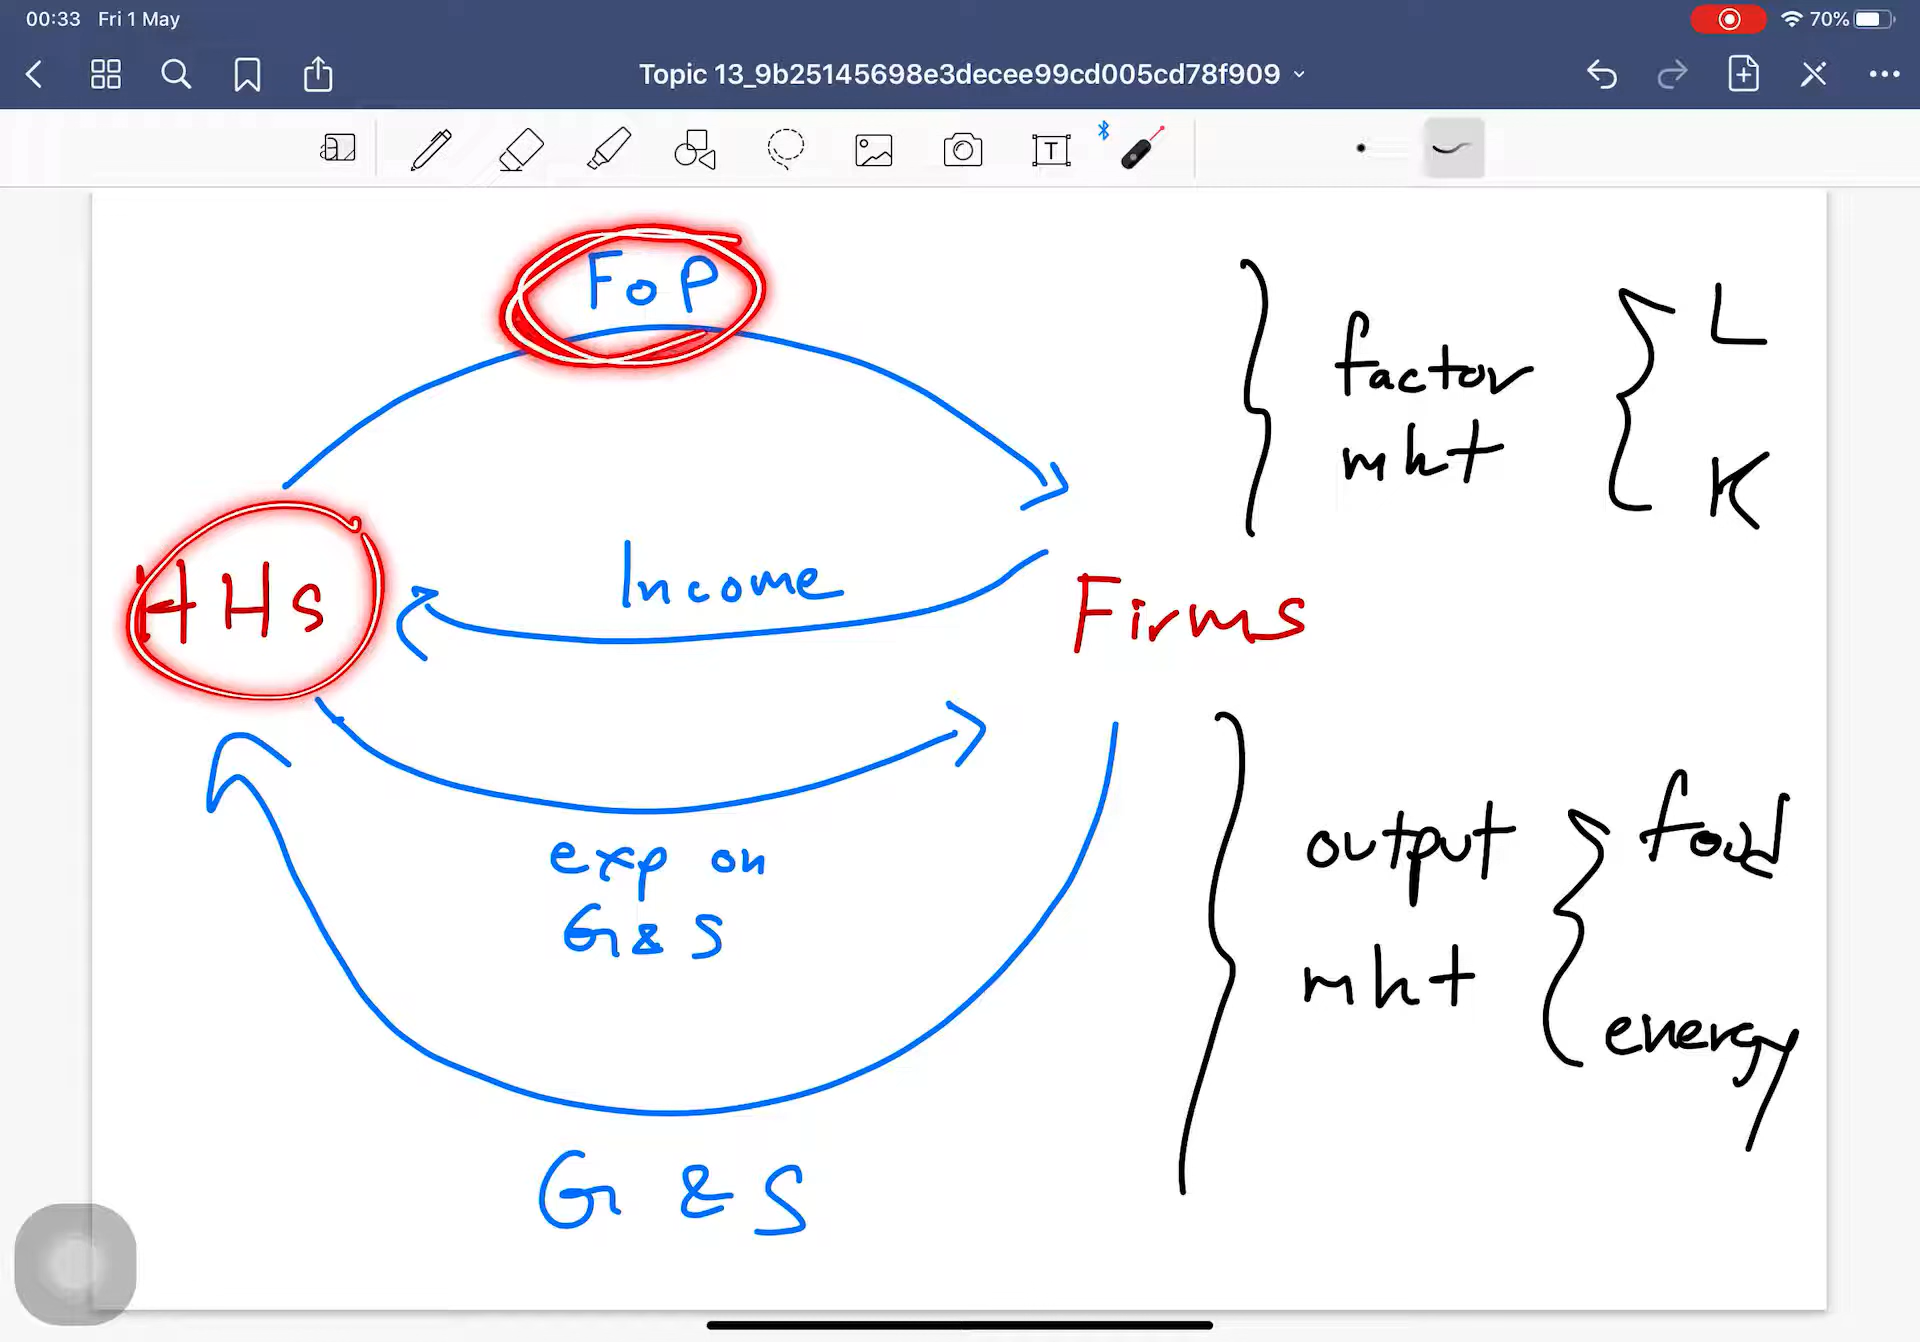 00:33 Fri 1 May
70%
Topic 13_9b25145698e3decee99cd005cd78f909
FoP
factor
mkt
L
K
Income
HHs
Firms
exp on
G & S
output
mkt
food
energy
G & S